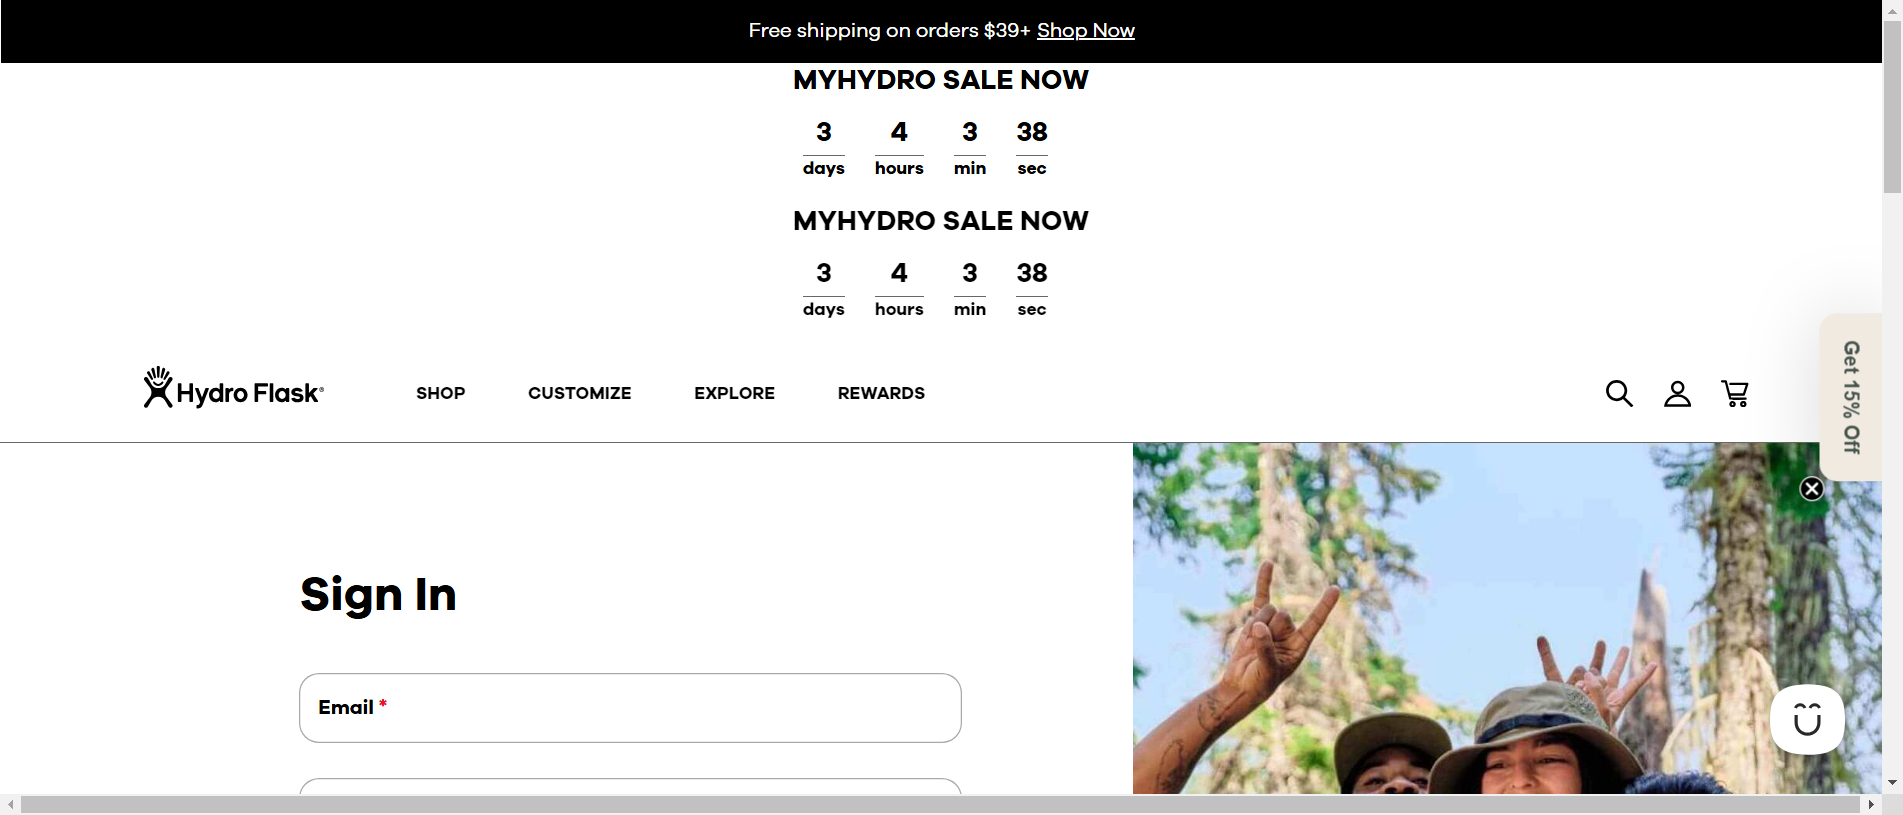 Free shipping on orders $39+ Shop Now
MYHYDRO SALE NOW
3 4 3 38
days hours min sec
MYHYDRO SALE NOW
3 4 3 38
days hours min sec
Hydro Flask®
SHOP CUSTOMIZE EXPLORE REWARDS
Get 15% Off
Sign In
Email *